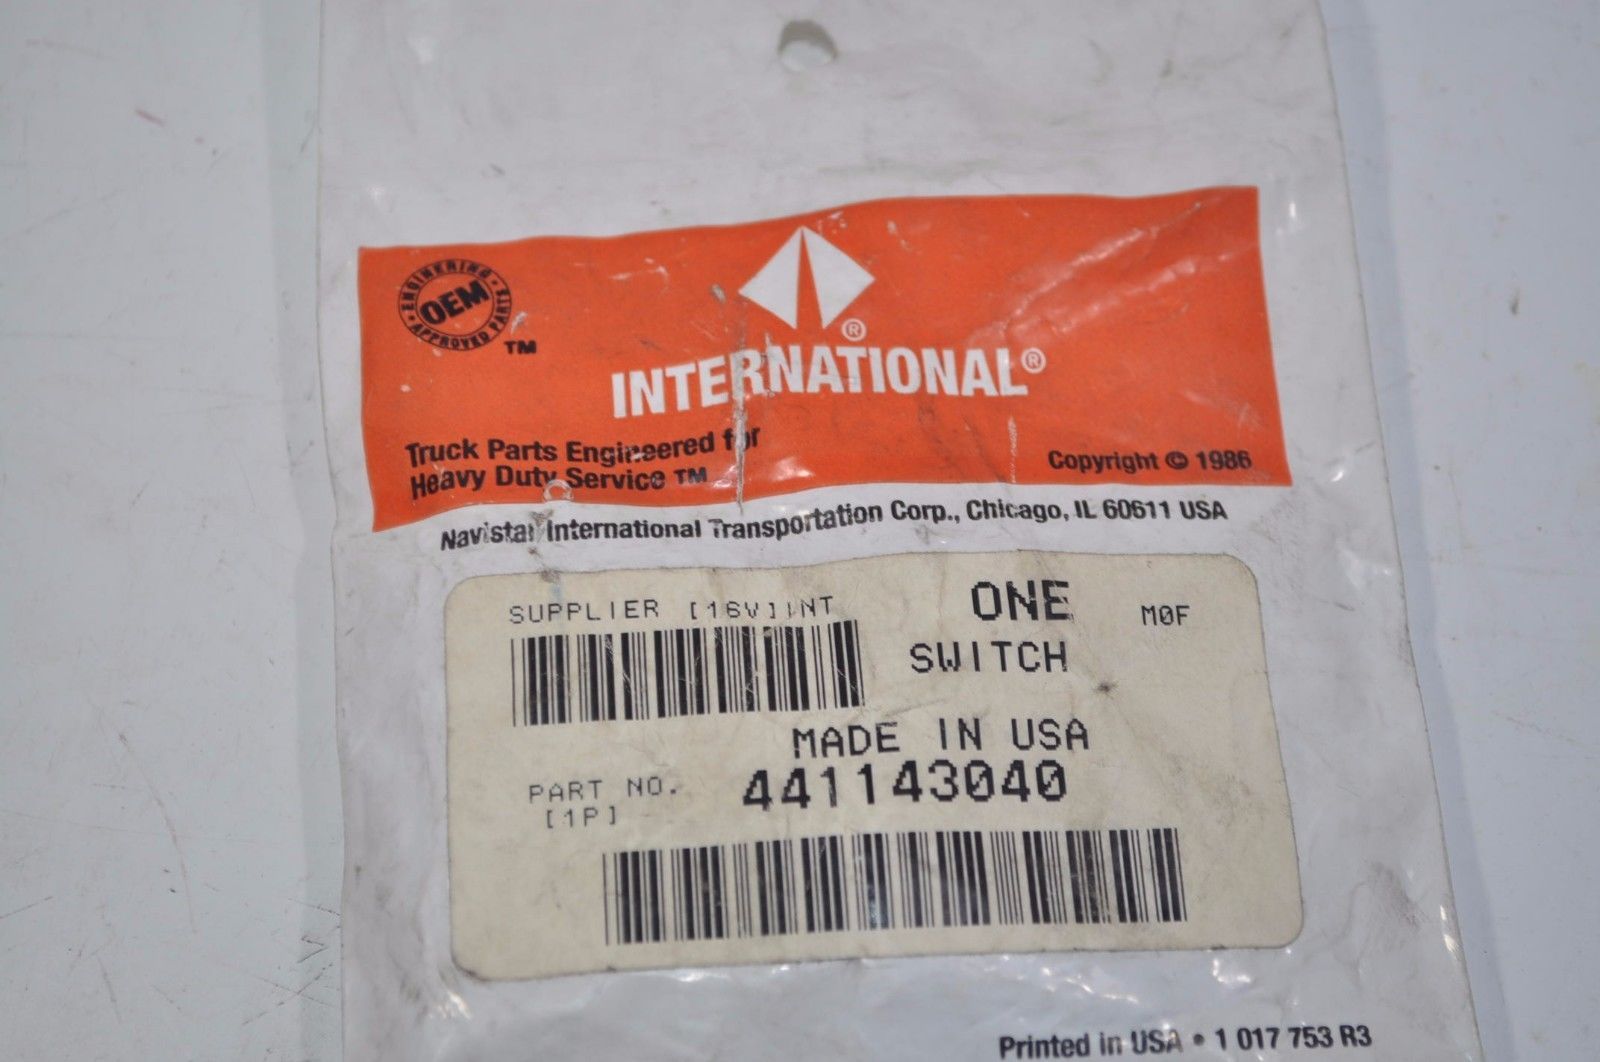 ENGINEERING
OEM
APPROVED PARTS
TM
®
INTERNATIONAL®
Truck Parts Engineered for
Heavy Duty Service TM
Copyright © 1986
Navistar International Transportation Corp., Chicago, IL 60611 USA
SUPPLIER [16V]INT
ONE
M0F
SWITCH
MADE IN USA
PART NO.
441143040
[1P]
Printed in USA • 1 017 753 R3